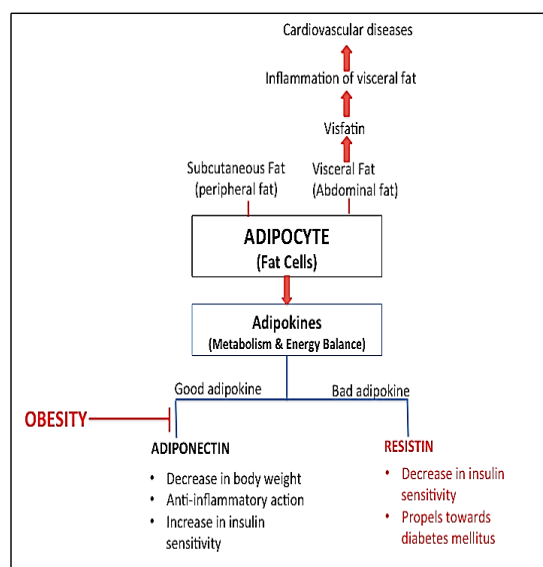 Cardiovascular diseases
Inflammation of visceral fat
Visfatin
Subcutaneous Fat
(peripheral fat)
Visceral Fat
(Abdominal fat)
ADIPOCYTE
(Fat Cells)
Adipokines
(Metabolism & Energy Balance)
Good adipokine
Bad adipokine
OBESITY
ADIPONECTIN
• Decrease in body weight
• Anti-inflammatory action
• Increase in insulin
sensitivity
RESISTIN
• Decrease in insulin
sensitivity
• Propels towards
diabetes mellitus